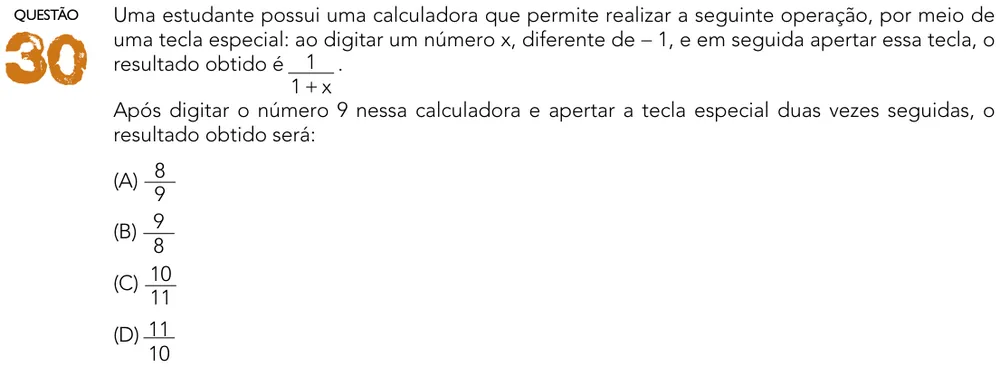 QUESTÃO
30
Uma estudante possui uma calculadora que permite realizar a seguinte operação, por meio de
uma tecla especial: ao digitar um número x, diferente de – 1, e em seguida apertar essa tecla, o
resultado obtido é 1/(1 + x) .
Após digitar o número 9 nessa calculadora e apertar a tecla especial duas vezes seguidas, o
resultado obtido será:
(A) 8/9
(B) 9/8
(C) 10/11
(D) 11/10